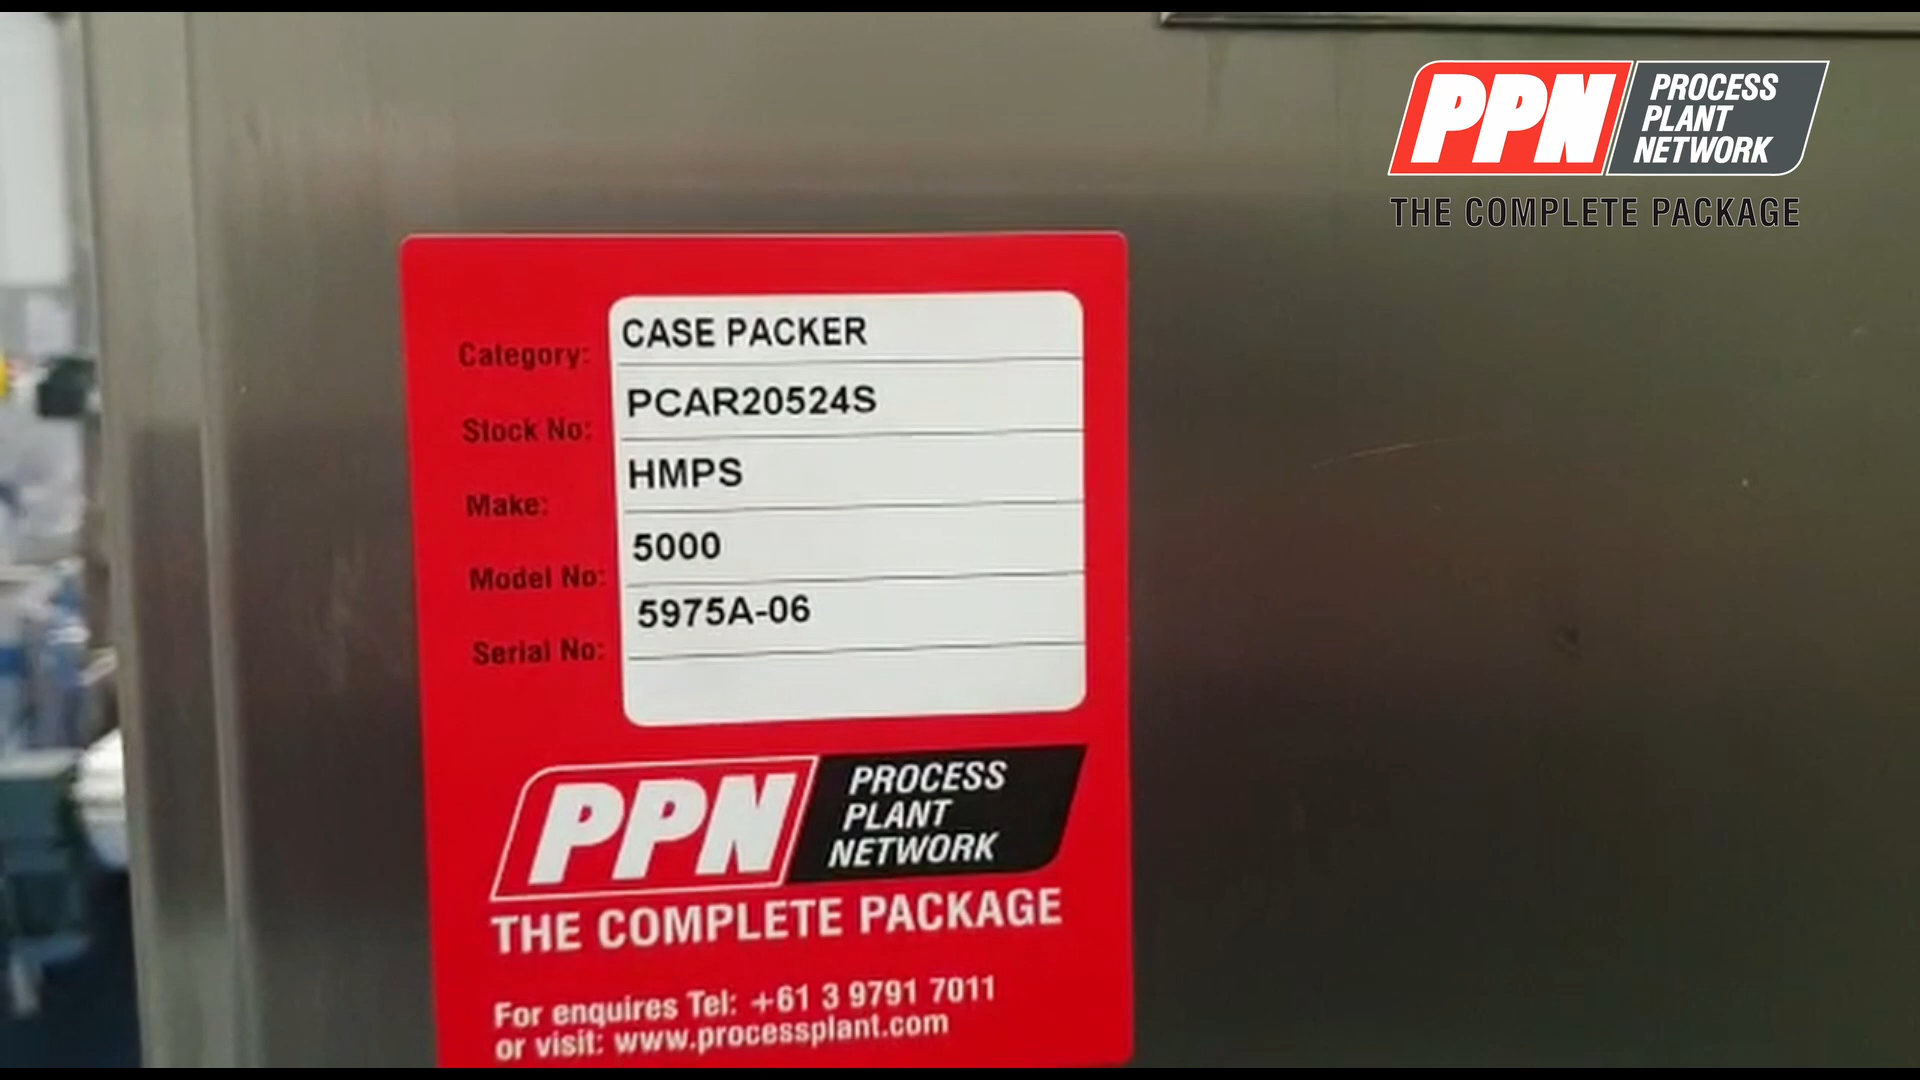 PPN PROCESS
PLANT
NETWORK
THE COMPLETE PACKAGE
Category: CASE PACKER
Stock No: PCAR20524S
Make: HMPS
Model No: 5000
Serial No: 5975A-06
PPN PROCESS
PLANT
NETWORK
THE COMPLETE PACKAGE
For enquires Tel: +61 3 9791 7011
or visit: www.processplant.com